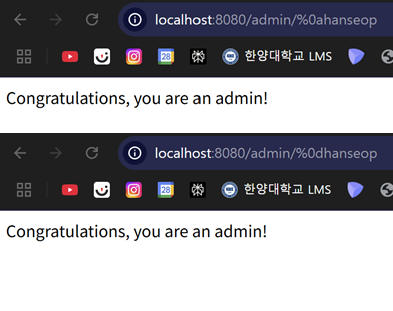 localhost:8080/admin/%0ahanseop
28
한양대학교 LMS
Congratulations, you are an admin!
localhost:8080/admin/%0dhanseop
28
한양대학교 LMS
Congratulations, you are an admin!